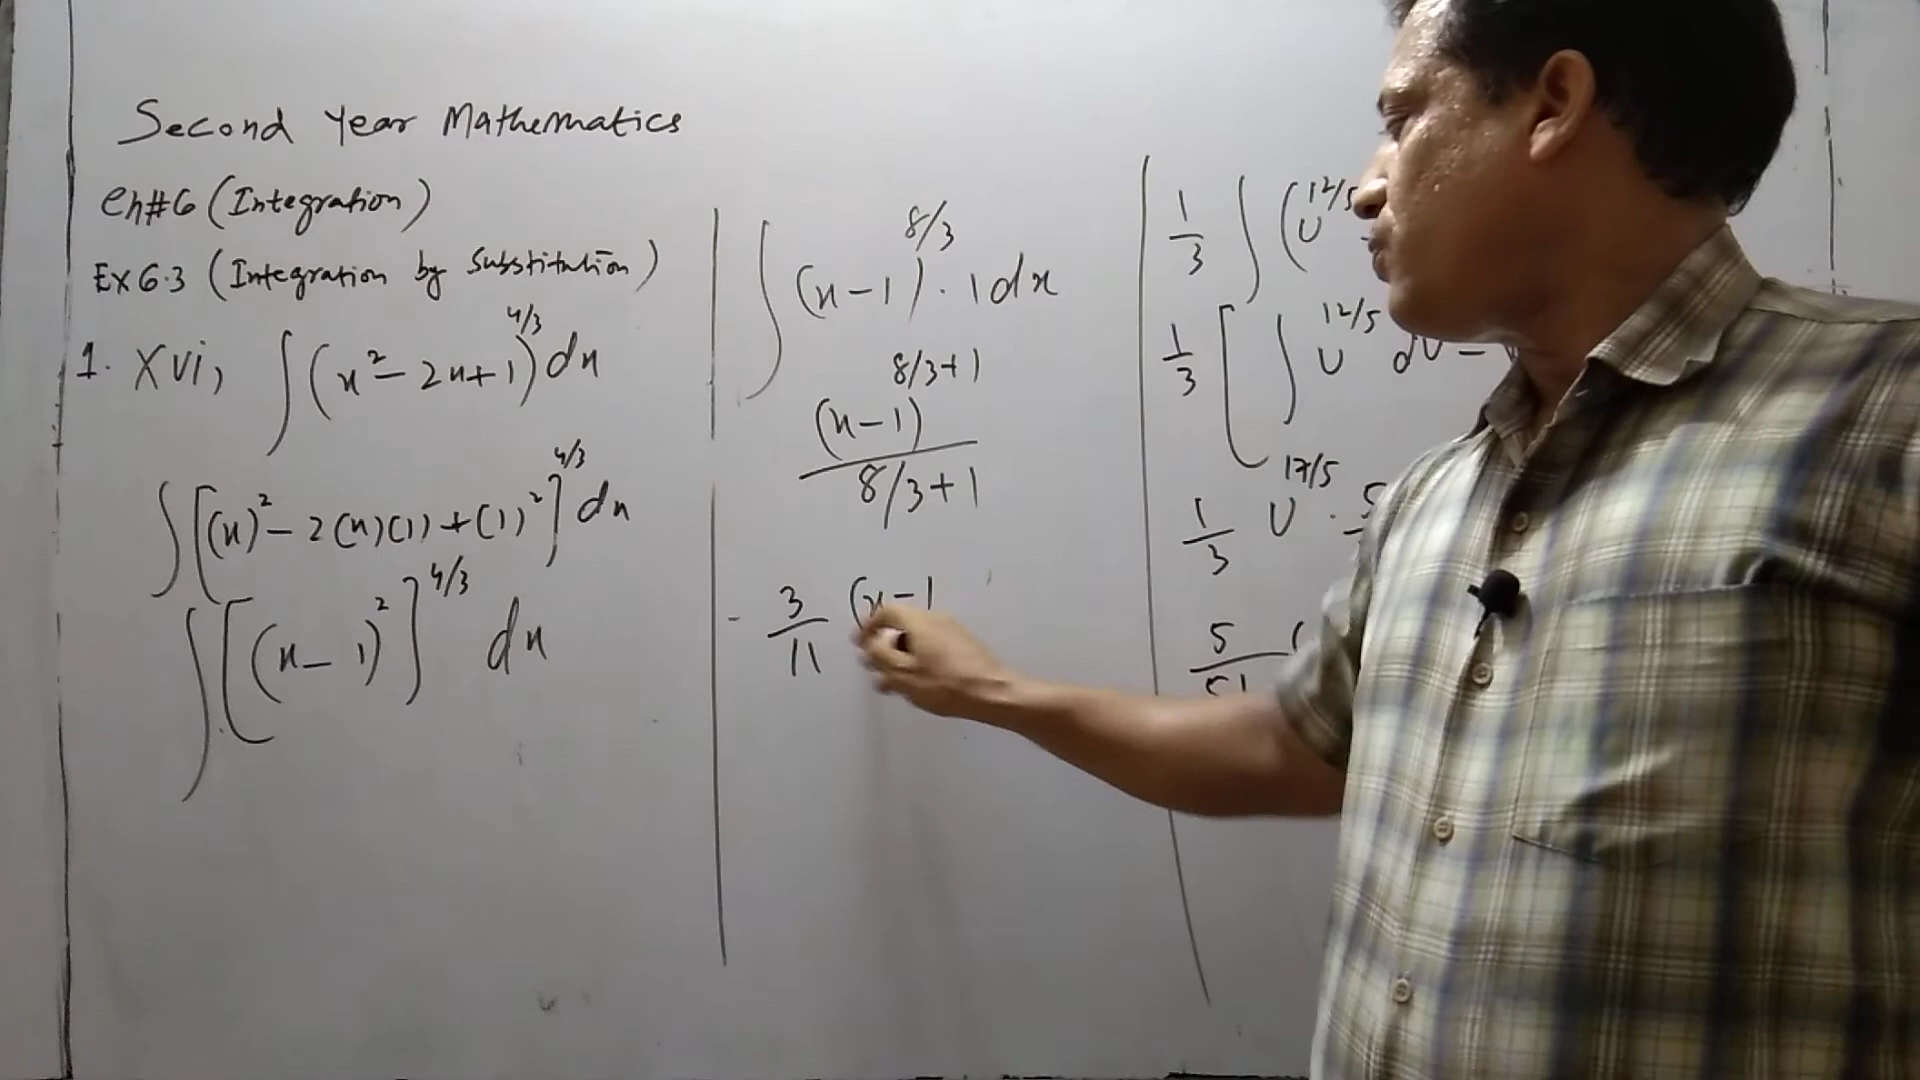 Second Year Mathematics
Ch#6 (Integration)
Ex 6.3 (Integration by Substitution)
1. xvi, ∫(x²-2x+1)^4/3 dx
∫[(x)²-2(x)(1)+(1)²]^4/3 dx
∫[(x-1)²]^4/3 dx
∫(x-1)^8/3 · 1 dx
(x-1)^8/3+1
8/3+1
3/11 (x-1
1/3 ∫(U^12/5
1/3 [∫U^12/5 dU -
1/3 U^17/5 · 5
5 (
51